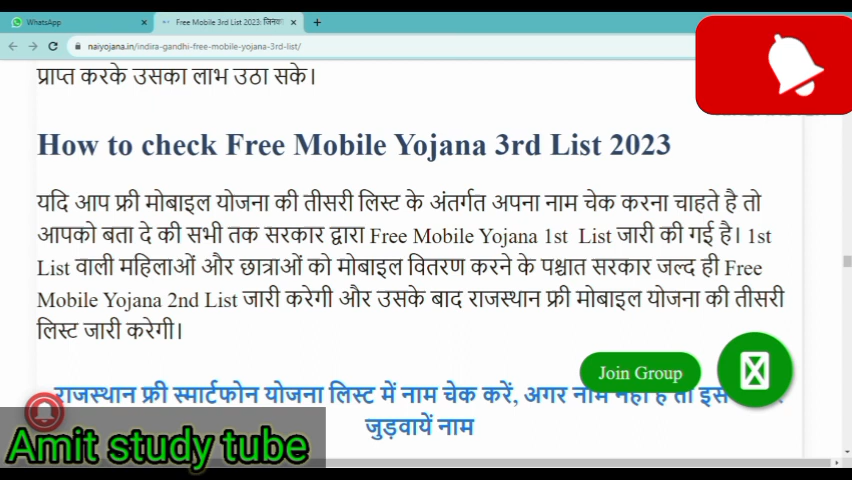 WhatsApp
Free Mobile 3rd List 2023:
naiyojana.in/indira-gandhi-free-mobile-yojana-3rd-list/
प्राप्त करके उसका लाभ उठा सके।
How to check Free Mobile Yojana 3rd List 2023
यदि आप फ्री मोबाइल योजना की तीसरी लिस्ट के अंतर्गत अपना नाम चेक करना चाहते है तो
आपको बता दे की सभी तक सरकार द्वारा Free Mobile Yojana 1st List जारी की गई है। 1st
List वाली महिलाओं और छात्राओं को मोबाइल वितरण करने के पश्चात सरकार जल्द ही Free
Mobile Yojana 2nd List जारी करेगी और उसके बाद राजस्थान फ्री मोबाइल योजना की तीसरी
लिस्ट जारी करेगी।
Join Group
राजस्थान फ्री स्मार्टफोन योजना लिस्ट में नाम चेक करें, अगर नाम नहीं है तो इस
जुड़वायें नाम
Amit study tube